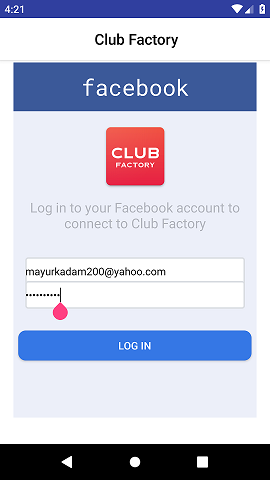 4:21
Club Factory
facebook
CLUB
FACTORY
Log in to your Facebook account to
connect to Club Factory
mayurkadam200@yahoo.com
••••••••••
LOG IN